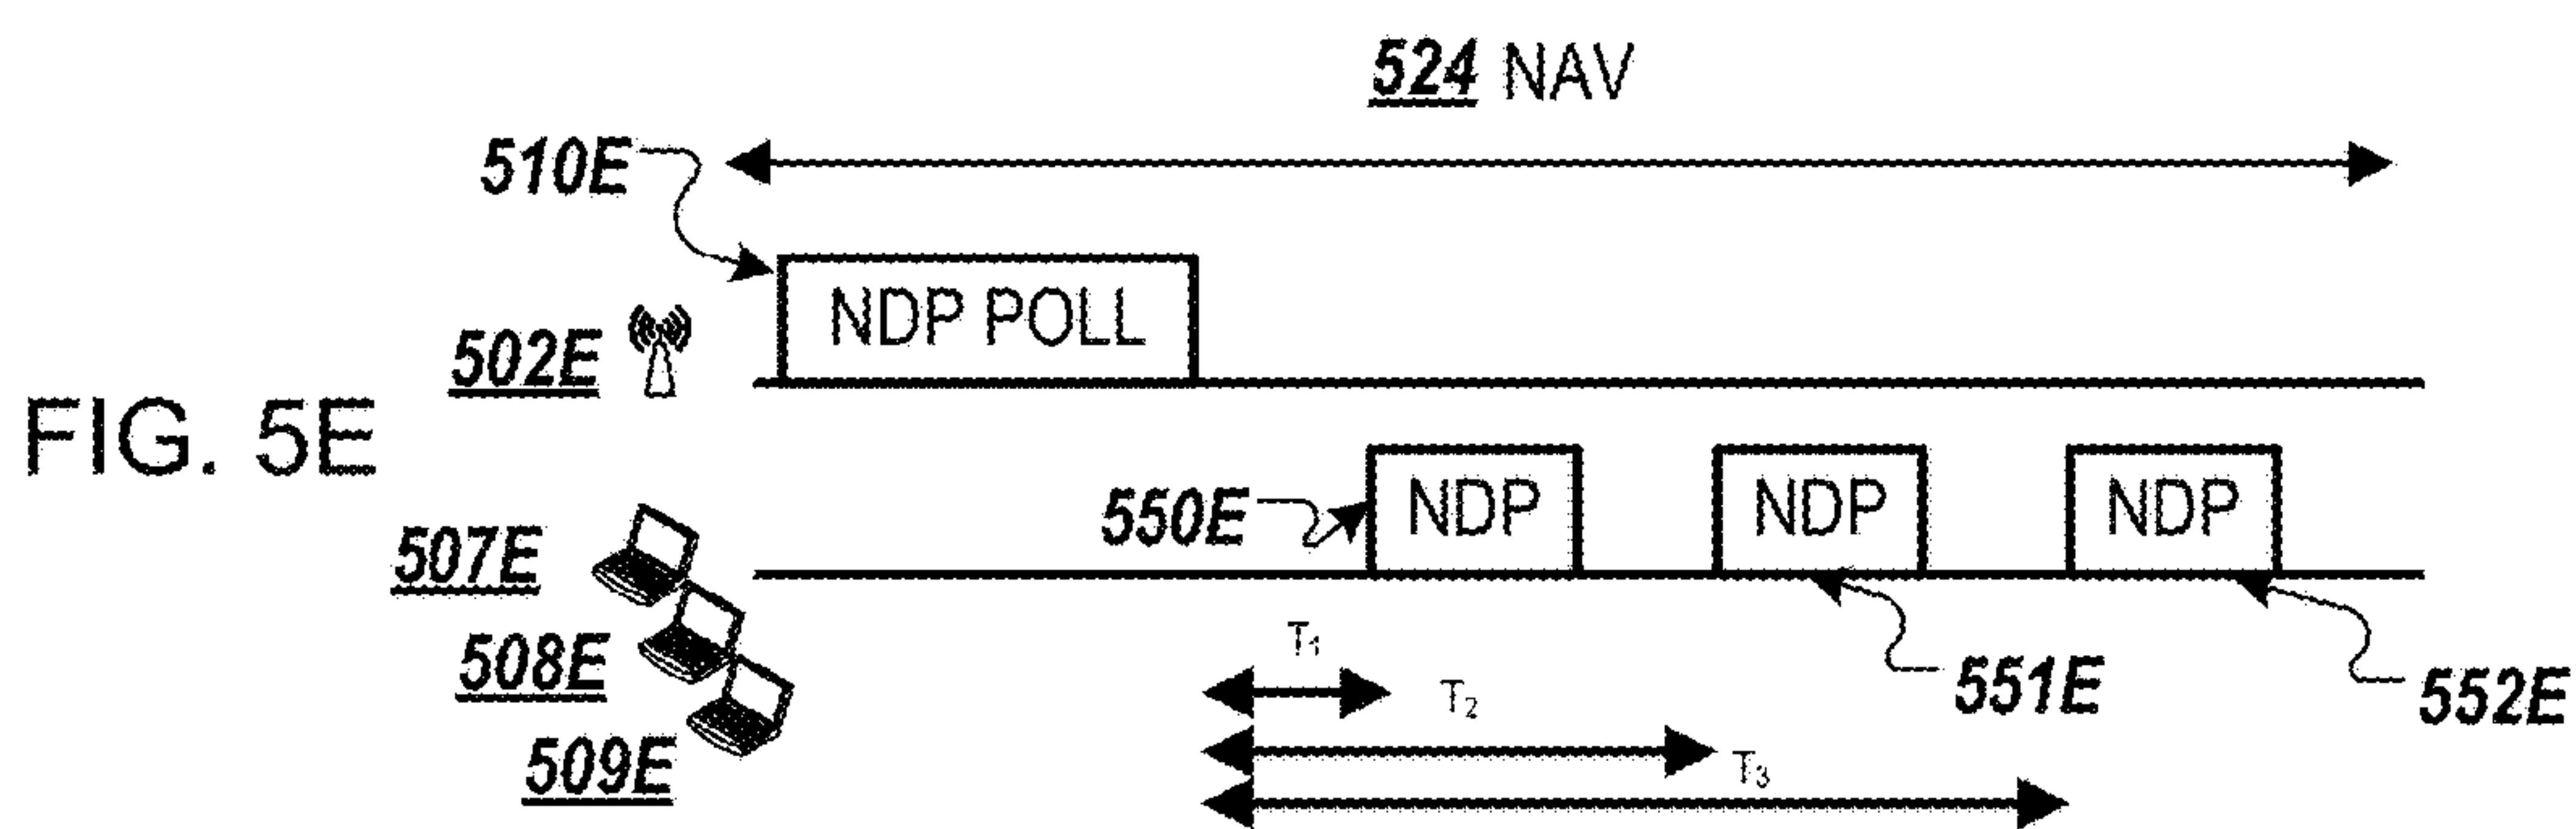 524 NAV
510E
NDP POLL
502E
FIG. 5E
550E NDP NDP NDP
507E
T1
508E
551E
552E
T2
509E
T3